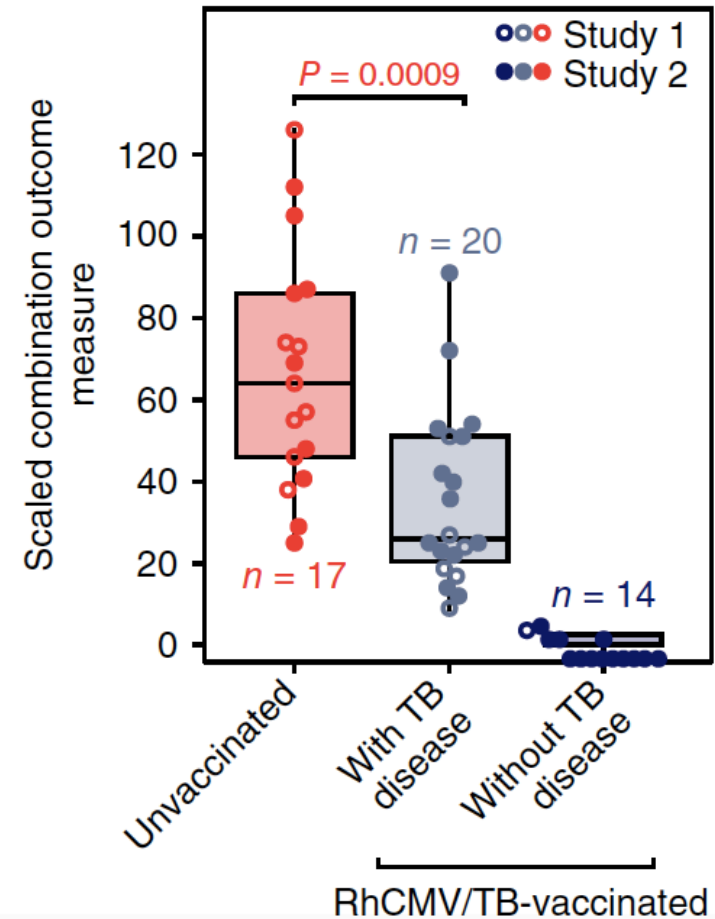 Study 1
Study 2
P = 0.0009
Scaled combination outcome
measure
120
100
80
60
40
20
0
n = 17
n = 20
n = 14
Unvaccinated
With TB
disease
Without TB
disease
RhCMV/TB-vaccinated